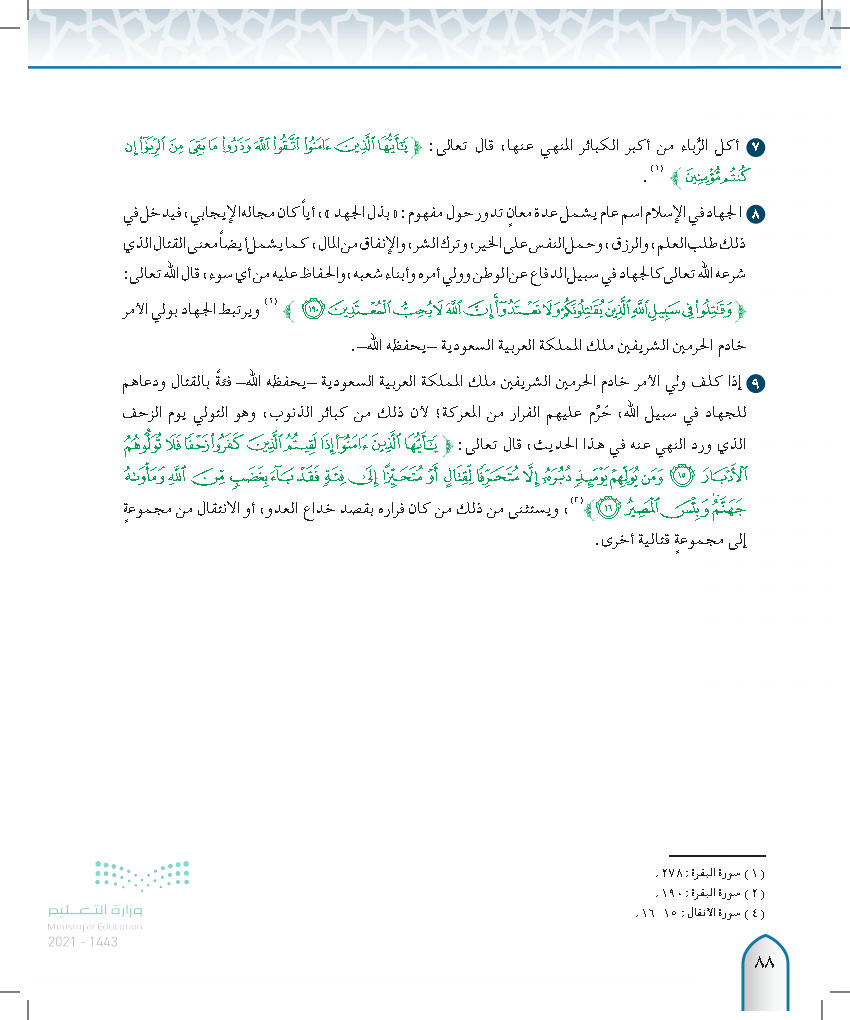 ٧ أكل الرِّباء من أكبر الكبائر المنهي عنها، قال تعالى: ﴿ يَٰٓأَيُّهَا ٱلَّذِينَ ءَامَنُوا۟ ٱتَّقُوا۟ ٱللَّهَ وَذَرُوا۟ مَا بَقِىَ مِنَ ٱلرِّبَوٰٓا۟ إِن
كُنتُم مُّؤْمِنِينَ ﴾ (١).
٨ الجهاد في الإسلام اسم عام يشمل عدة معانٍ تدور حول مفهوم: «بذل الجهد»، أياً كان مجاله الإيجابي، فيدخل في
ذلك طلب العلم، والرزق، وحمل النفس على الخير، وترك الشر، والإنفاق من المال، كما يشمل أيضاً معنى القتال الذي
شرعه الله تعالى كالجهاد في سبيل الدفاع عن الوطن وولي أمره وأبناء شعبه، والحفاظ عليه من أي سوء، قال الله تعالى:
﴿ وَقَٰتِلُوا۟ فِى سَبِيلِ ٱللَّهِ ٱلَّذِينَ يُقَٰتِلُونَكُمْ وَلَا تَعْتَدُوٓا۟ إِنَّ ٱللَّهَ لَا يُحِبُّ ٱلْمُعْتَدِينَ ١٩٠ ﴾ (٢) ويرتبط الجهاد بولي الأمر
خادم الحرمين الشريفين ملك المملكة العربية السعودية –يحفظه الله–.
٩ إذا كلف ولي الأمر خادم الحرمين الشريفين ملك المملكة العربية السعودية –يحفظه الله– فئةً بالقتال ودعاهم
للجهاد في سبيل الله، حَرُم عليهم الفرار من المعركة؛ لأن ذلك من كبائر الذنوب، وهو التولي يوم الزحف
الذي ورد النهي عنه في هذا الحديث، قال تعالى: ﴿ يَٰٓأَيُّهَا ٱلَّذِينَ ءَامَنُوٓا۟ إِذَا لَقِيتُمُ ٱلَّذِينَ كَفَرُوا۟ زَحْفًا فَلَا تُوَلُّوهُمُ
ٱلْأَدْبَارَ ١٥ وَمَن يُوَلِّهِمْ يَوْمَئِذٍ دُبُرَهُۥٓ إِلَّا مُتَحَرِّفًا لِّقِتَالٍ أَوْ مُتَحَيِّزًا إِلَىٰ فِئَةٍ فَقَدْ بَآءَ بِغَضَبٍ مِّنَ ٱللَّهِ وَمَأْوَىٰهُ
جَهَنَّمُ وَبِئْسَ ٱلْمَصِيرُ ١٦ ﴾(٣)، ويستثنى من ذلك من كان فراره بقصد خداع العدو، أو الانتقال من مجموعةٍ
إلى مجموعةٍ قتالية أخرى.
(١) سورة البقرة: ٢٧٨.
(٢) سورة البقرة: ١٩٠.
(٤) سورة الأنفال: ١٥ ١٦.
وزارة التعـــليم
Ministry of Education
2021 - 1443
٨٨